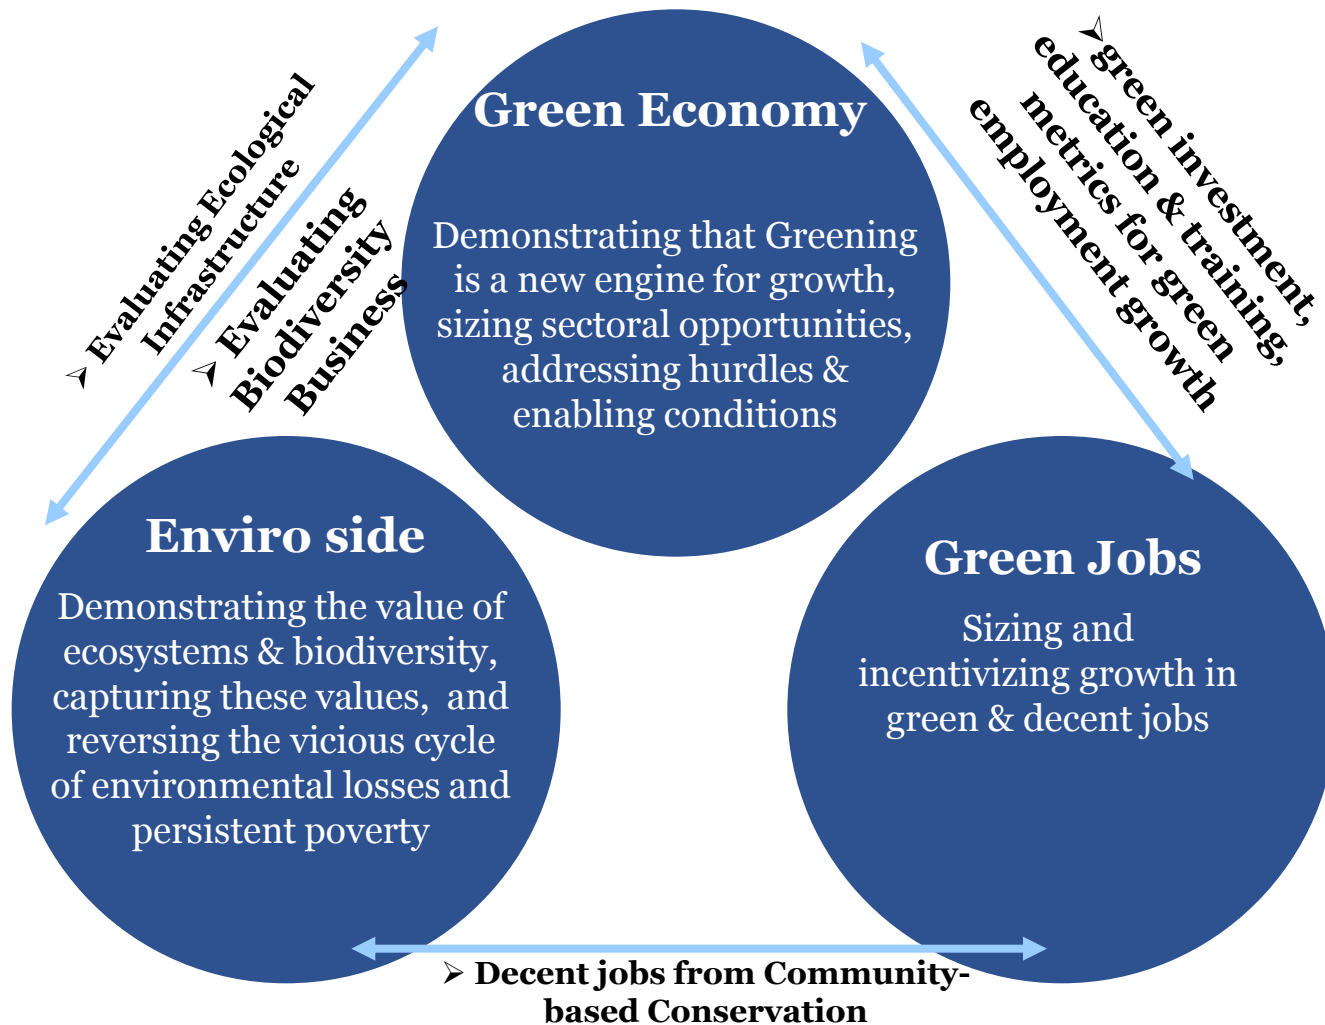 Green Economy
Demonstrating that Greening
is a new engine for growth,
sizing sectoral opportunities,
addressing hurdles &
enabling conditions
➢ Evaluating Ecological
Infrastructure
➢ Evaluating
Biodiversity
Business
➢green investment,
education & training,
metrics for green
employment growth
Enviro side
Demonstrating the value of
ecosystems & biodiversity,
capturing these values, and
reversing the vicious cycle
of environmental losses and
persistent poverty
Green Jobs
Sizing and
incentivizing growth in
green & decent jobs
➢ Decent jobs from Community-
based Conservation